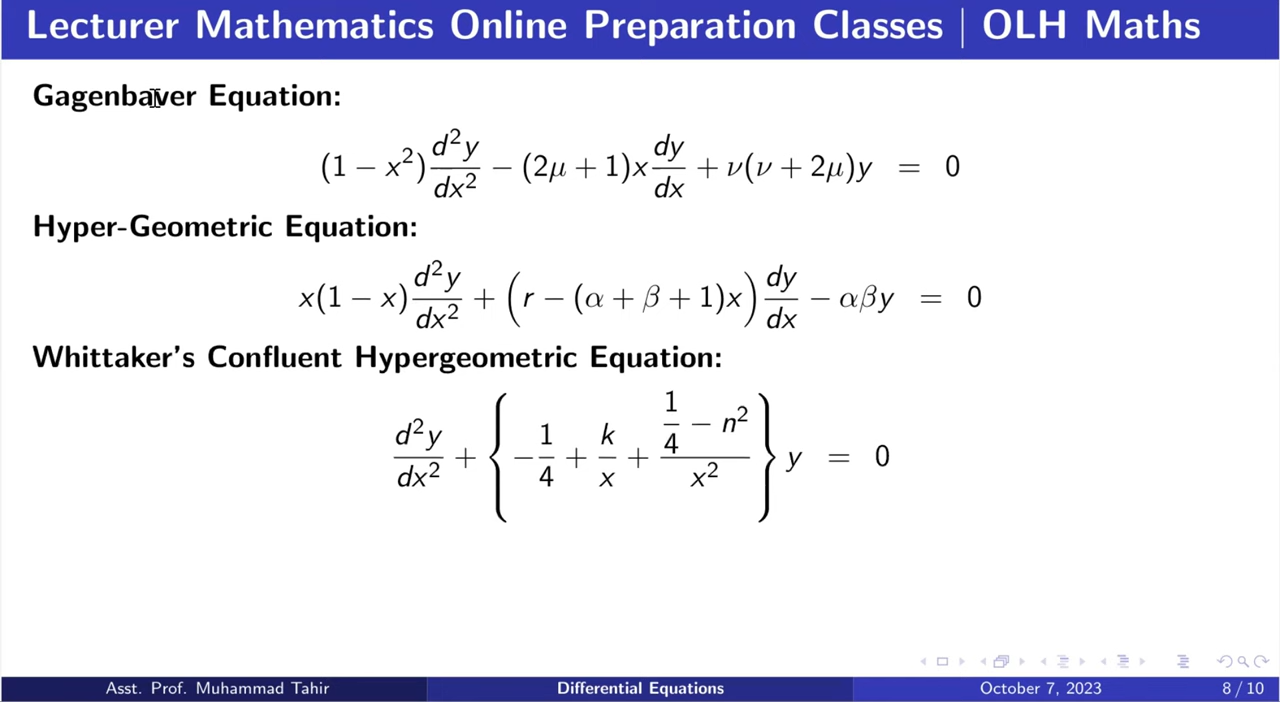 Lecturer Mathematics Online Preparation Classes | OLH Maths
Gagenbaver Equation:
(1 − x²) d²y/dx² − (2μ + 1)x dy/dx + ν(ν + 2μ)y = 0
Hyper-Geometric Equation:
x(1 − x) d²y/dx² + (r − (α + β + 1)x) dy/dx − αβy = 0
Whittaker's Confluent Hypergeometric Equation:
d²y/dx² + { −1/4 + k/x + (1/4 − n²)/x² } y = 0
Asst. Prof. Muhammad Tahir Differential Equations October 7, 2023 8 / 10